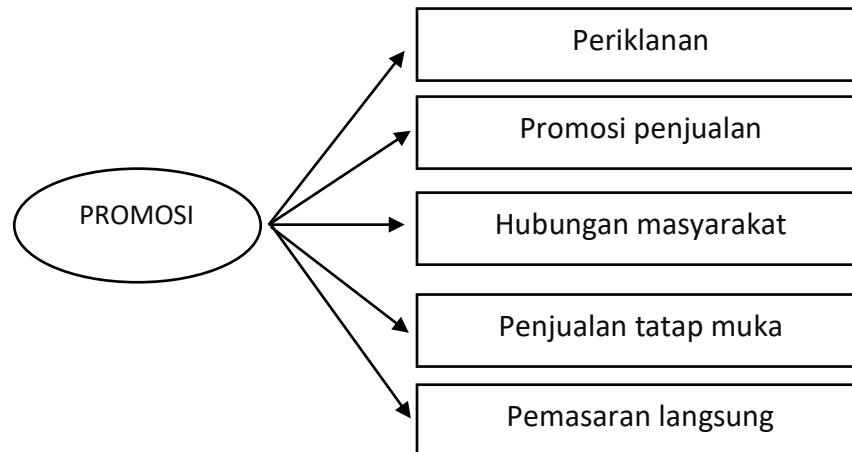 Periklanan
Promosi penjualan
PROMOSI
Hubungan masyarakat
Penjualan tatap muka
Pemasaran langsung